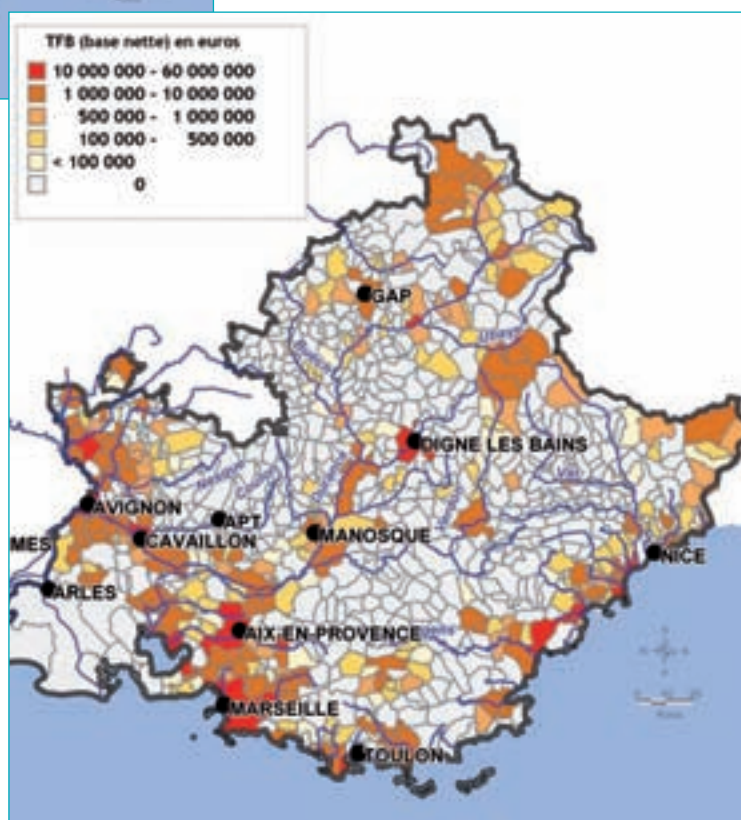 TFB (base nette) en euros
10 000 000 - 60 000 000
1 000 000 - 10 000 000
500 000 - 1 000 000
100 000 - 500 000
< 100 000
0
GAP
Ubaye
DIGNE LES BAINS
Var
AVIGNON
APT
MANOSQUE
MES
CAVAILLON
NICE
ARLES
AIX-EN-PROVENCE
MARSEILLE
TOULON